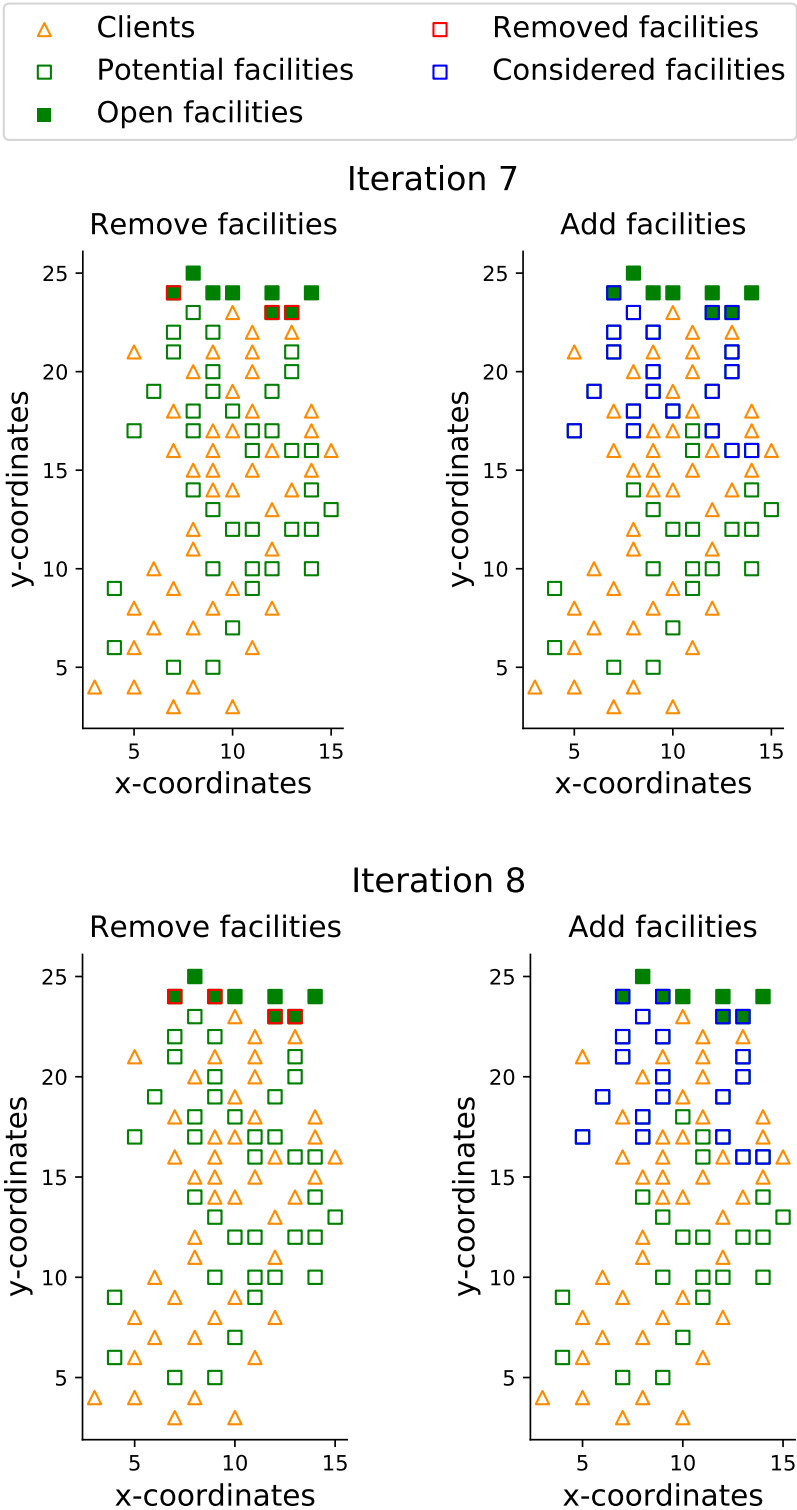 Clients
Removed facilities
Potential facilities
Considered facilities
Open facilities
Iteration 7
Remove facilities
Add facilities
25
20
15
10
5
y-coordinates
5 10 15
x-coordinates
25
20
15
10
5
y-coordinates
5 10 15
x-coordinates
Iteration 8
Remove facilities
Add facilities
25
20
15
10
5
y-coordinates
5 10 15
x-coordinates
25
20
15
10
5
y-coordinates
5 10 15
x-coordinates